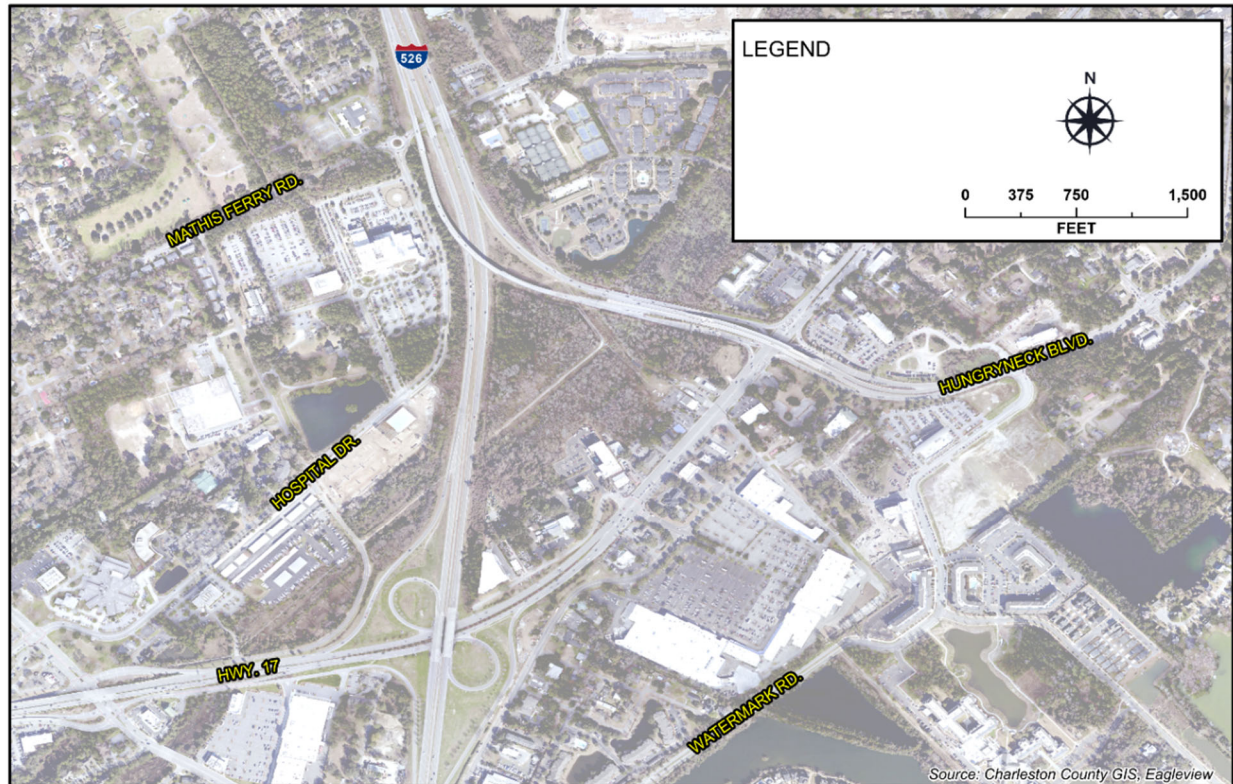 526
LEGEND
N
0 375 750 1,500
FEET
MATHIS FERRY RD.
HUNGRYNECK BLVD.
HOSPITAL DR.
HWY. 17
WATERMARK RD.
Source: Charleston County GIS, Eagleview